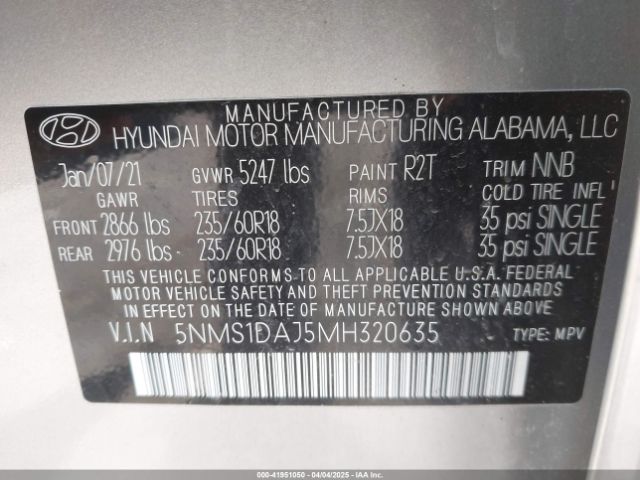 MANUFACTURED BY
HYUNDAI MOTOR MANUFACTURING ALABAMA, LLC
Jan/07/21 GVWR 5247 lbs PAINT R2T TRIM NNB
GAWR TIRES RIMS COLD TIRE INFL
FRONT 2866 lbs 235/60R18 7.5JX18 35 psi SINGLE
REAR 2976 lbs 235/60R18 7.5JX18 35 psi SINGLE
THIS VEHICLE CONFORMS TO ALL APPLICABLE U.S.A. FEDERAL
MOTOR VEHICLE SAFETY AND THEFT PREVENTION STANDARDS
IN EFFECT ON THE DATE OF MANUFACTURE SHOWN ABOVE.
V.I.N 5NMS1DAJ5MH320635 TYPE: MPV
000-41951050 04/04/2025 Copart IAA